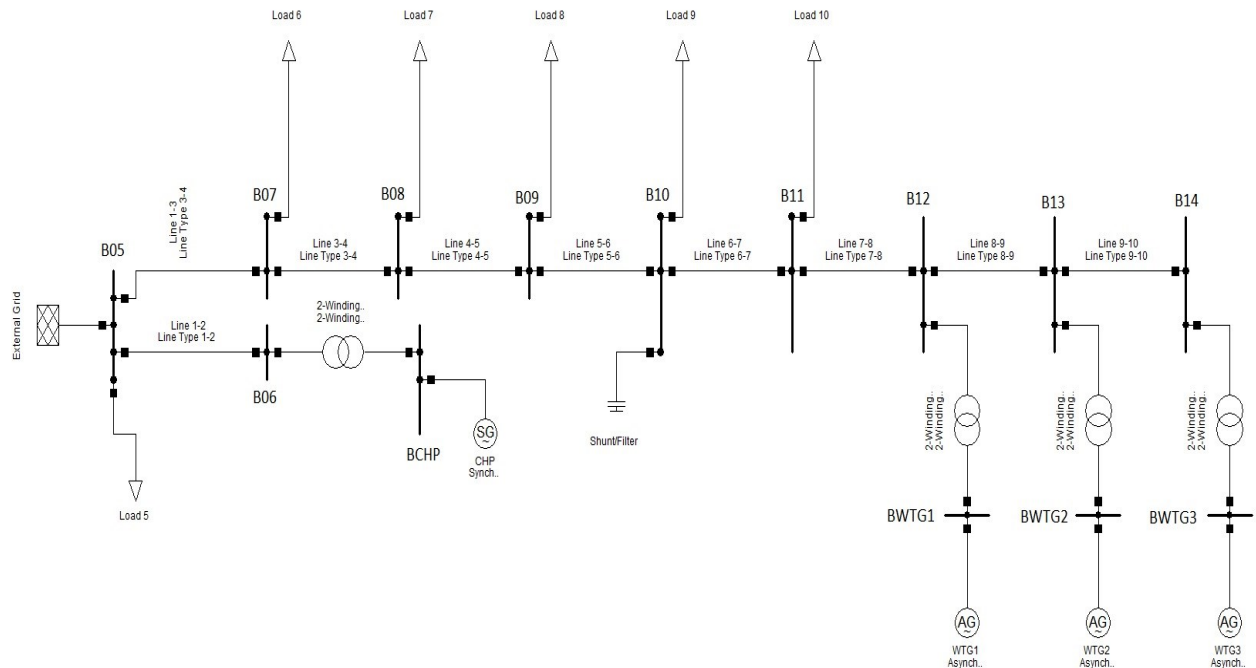 Load 6
Load 7
Load 8
Load 9
Load 10
Line 1-3
Line Type 3-4
B05
B07
B08
B09
B10
B11
B12
B13
B14
Line 3-4
Line Type 3-4
Line 4-5
Line Type 4-5
Line 5-6
Line Type 5-6
Line 6-7
Line Type 6-7
Line 7-8
Line Type 7-8
Line 8-9
Line Type 8-9
Line 9-10
Line Type 9-10
External Grid
Line 1-2
Line Type 1-2
2-Winding..
2-Winding..
B06
BCHP
SG
~
CHP
Synch..
Load 5
Shunt/Filter
2-Winding..
2-Winding..
2-Winding..
2-Winding..
2-Winding..
2-Winding..
BWTG1
BWTG2
BWTG3
AG
~
WTG1
Asynch..
AG
~
WTG2
Asynch..
AG
~
WTG3
Asynch..